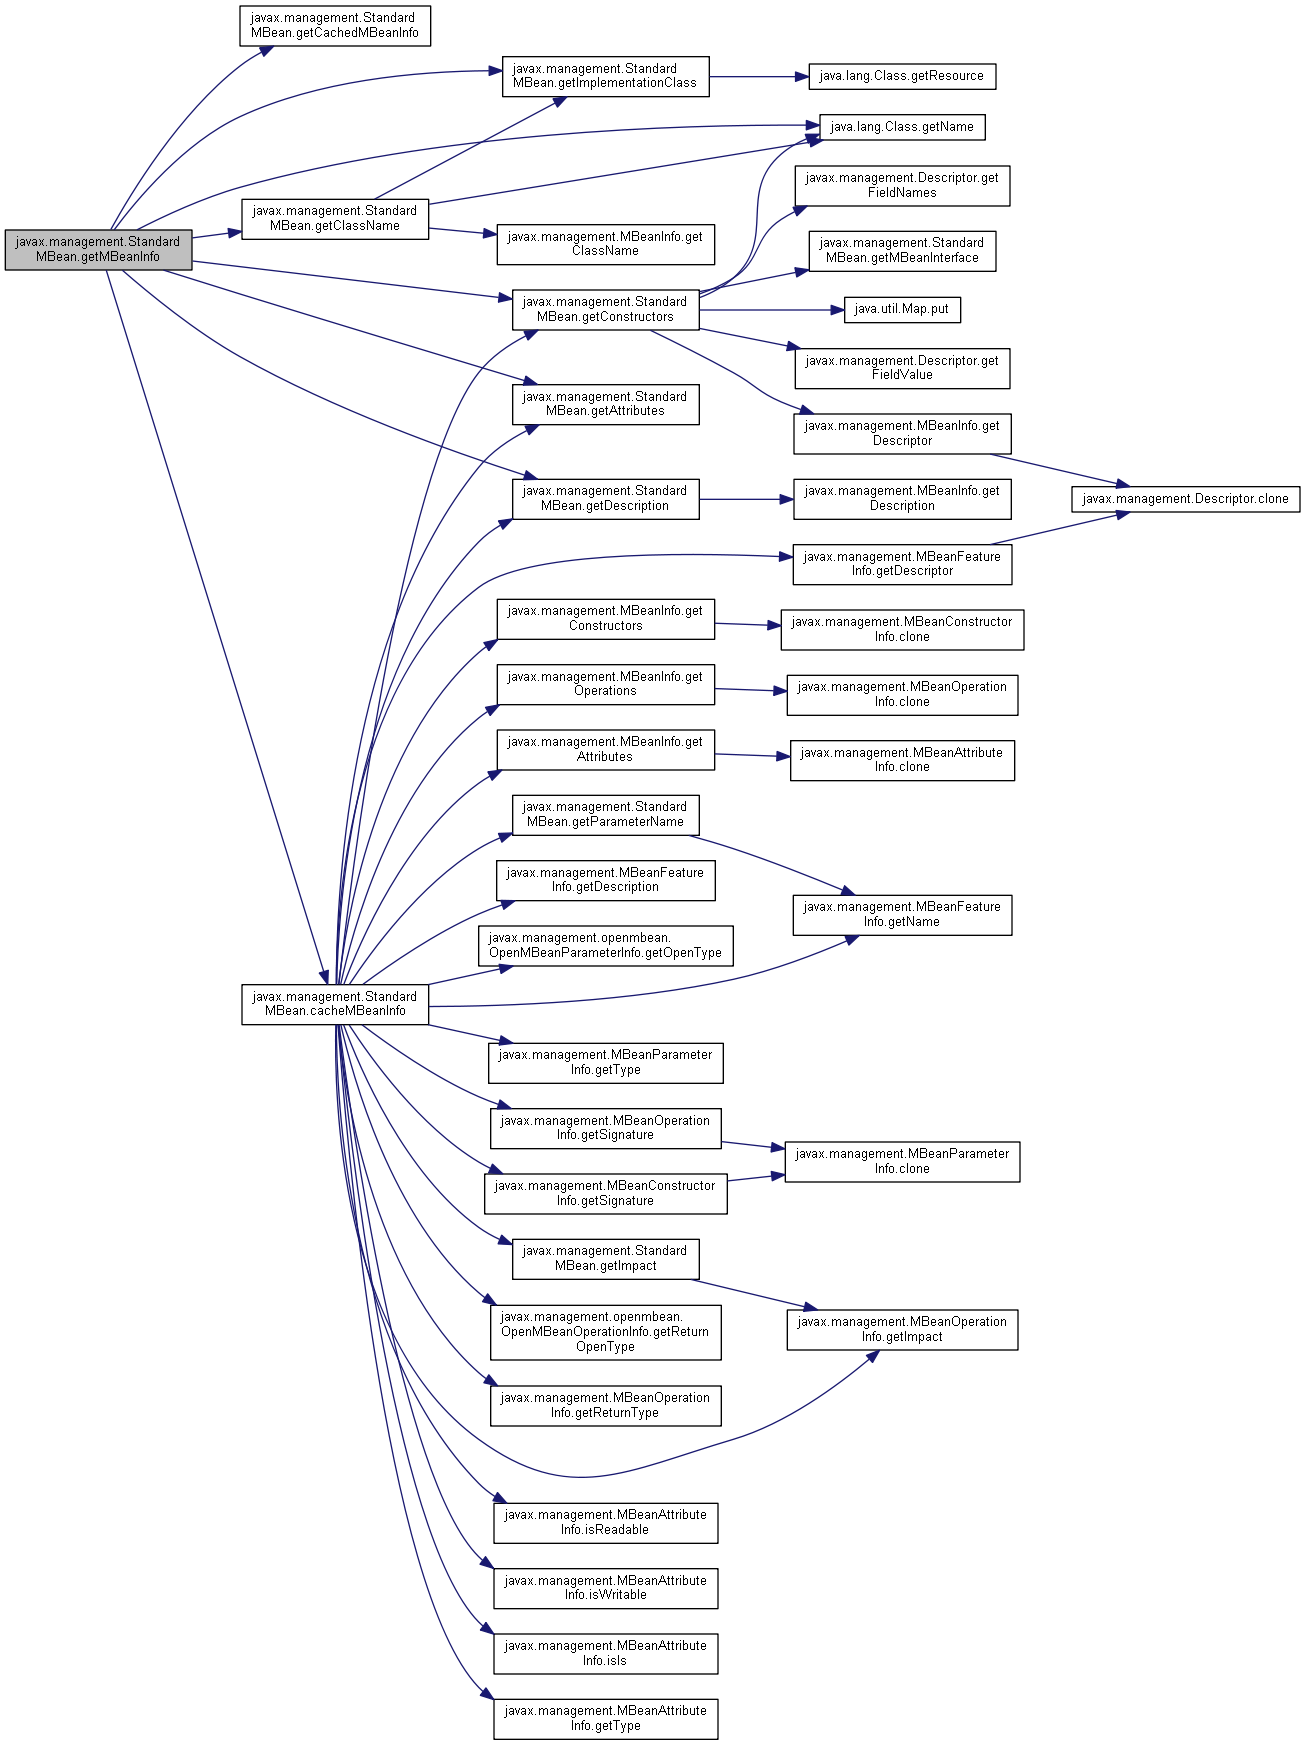 javax.management.Standard
MBean.getMBeanInfo
javax.management.Standard
MBean.getCachedMBeanInfo
javax.management.Standard
MBean.getImplementationClass
java.lang.Class.getResource
java.lang.Class.getName
javax.management.Standard
MBean.getClassName
javax.management.MBeanInfo.get
ClassName
javax.management.Descriptor.get
FieldNames
javax.management.Standard
MBean.getMBeanInterface
javax.management.Standard
MBean.getConstructors
java.util.Map.put
javax.management.Descriptor.get
FieldValue
javax.management.Standard
MBean.getAttributes
javax.management.MBeanInfo.get
Descriptor
javax.management.Standard
MBean.getDescription
javax.management.MBeanInfo.get
Description
javax.management.Descriptor.clone
javax.management.MBeanFeature
Info.getDescriptor
javax.management.MBeanInfo.get
Constructors
javax.management.MBeanConstructor
Info.clone
javax.management.MBeanInfo.get
Operations
javax.management.MBeanOperation
Info.clone
javax.management.MBeanInfo.get
Attributes
javax.management.MBeanAttribute
Info.clone
javax.management.Standard
MBean.getParameterName
javax.management.MBeanFeature
Info.getDescription
javax.management.MBeanFeature
Info.getName
javax.management.openmbean.
OpenMBeanParameterInfo.getOpenType
javax.management.Standard
MBean.cacheMBeanInfo
javax.management.MBeanParameter
Info.getType
javax.management.MBeanOperation
Info.getSignature
javax.management.MBeanParameter
Info.clone
javax.management.MBeanConstructor
Info.getSignature
javax.management.Standard
MBean.getImpact
javax.management.openmbean.
OpenMBeanOperationInfo.getReturn
OpenType
javax.management.MBeanOperation
Info.getImpact
javax.management.MBeanOperation
Info.getReturnType
javax.management.MBeanAttribute
Info.isReadable
javax.management.MBeanAttribute
Info.isWritable
javax.management.MBeanAttribute
Info.isIs
javax.management.MBeanAttribute
Info.getType